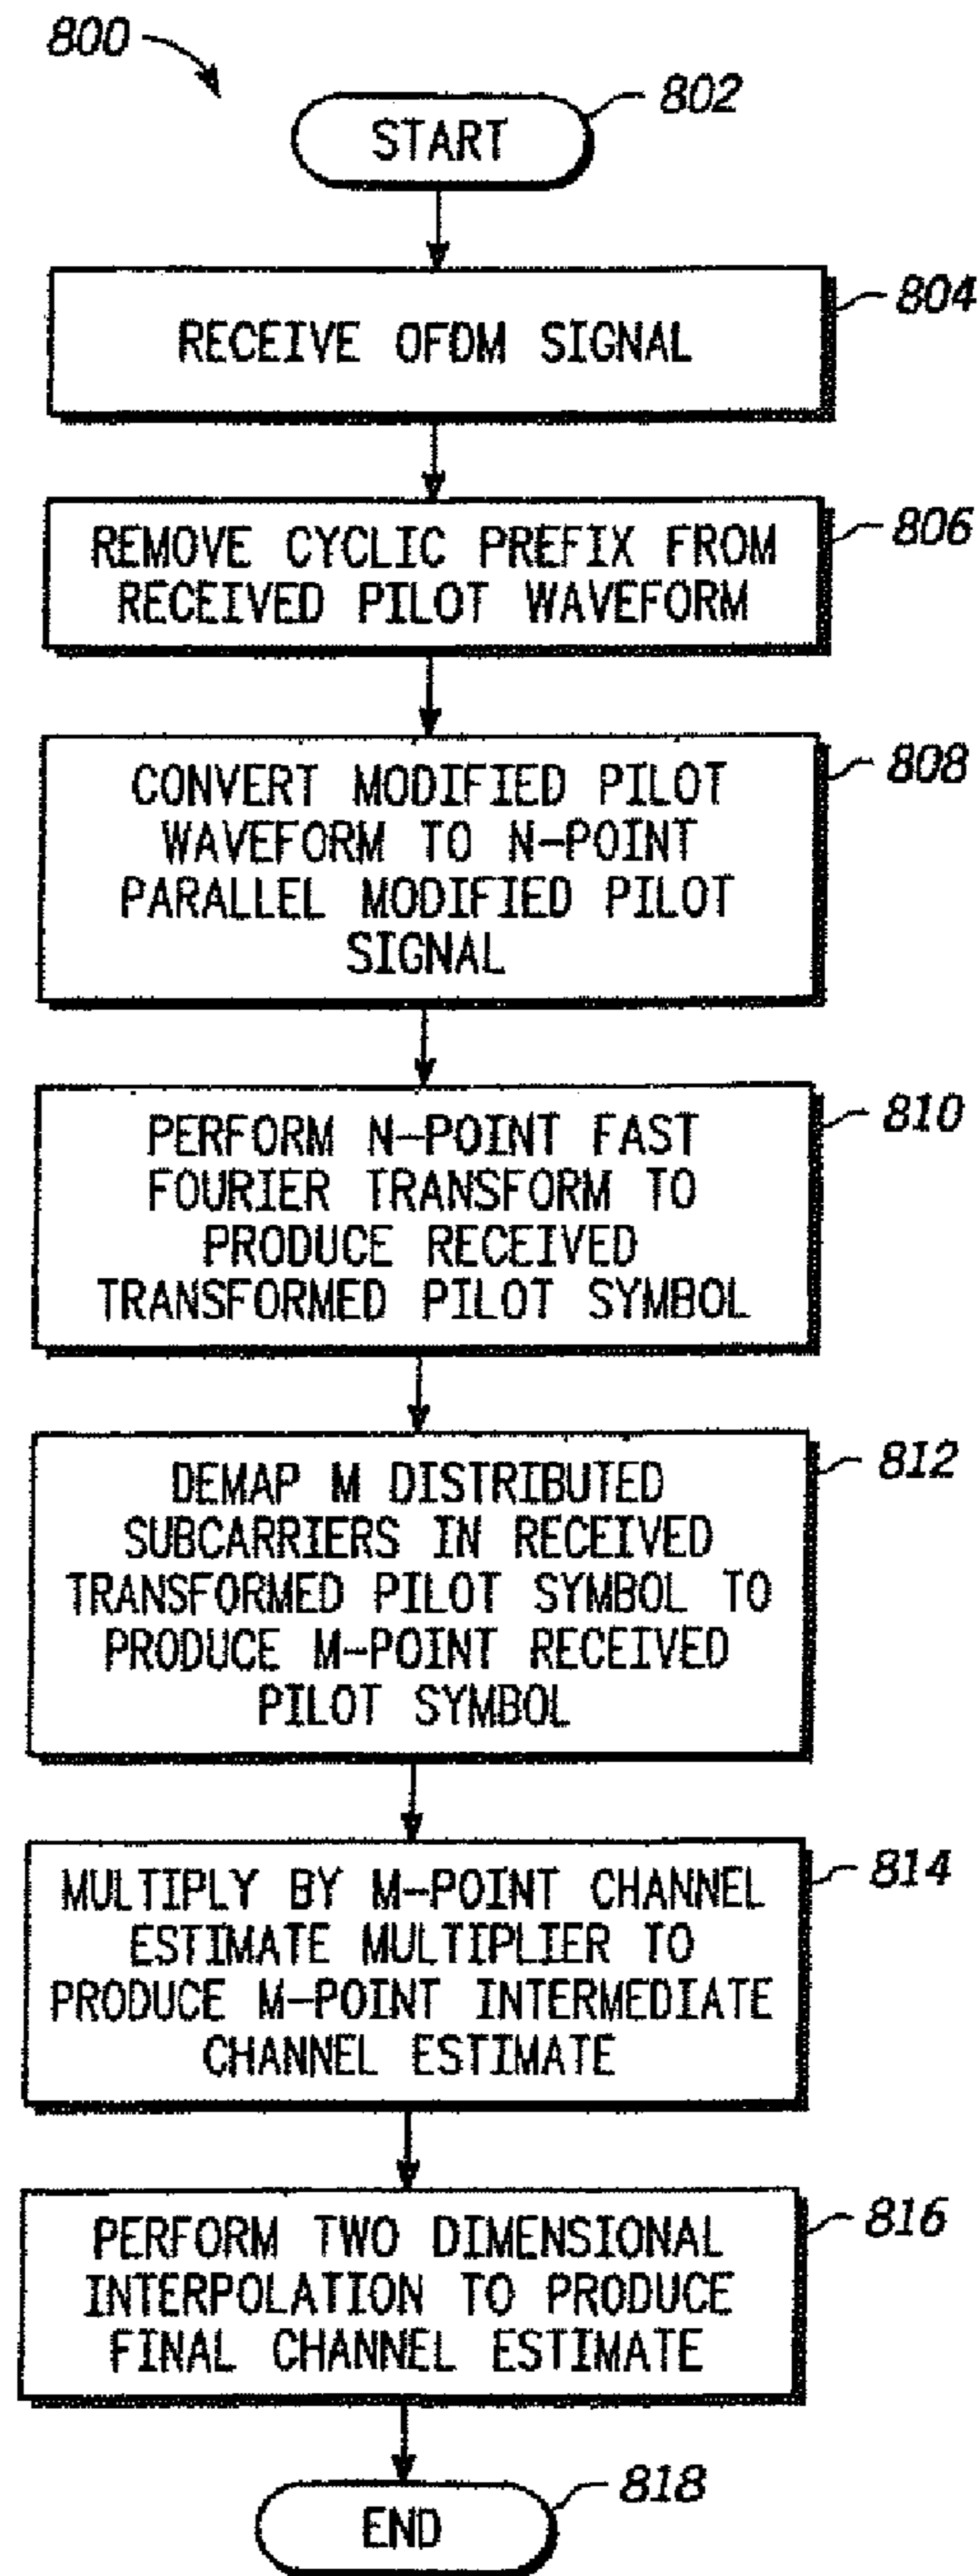 800
802
START
804
RECEIVE OFDM SIGNAL
806
REMOVE CYCLIC PREFIX FROM
RECEIVED PILOT WAVEFORM
808
CONVERT MODIFIED PILOT
WAVEFORM TO N-POINT
PARALLEL MODIFIED PILOT
SIGNAL
810
PERFORM N-POINT FAST
FOURIER TRANSFORM TO
PRODUCE RECEIVED
TRANSFORMED PILOT SYMBOL
812
DEMAP M DISTRIBUTED
SUBCARRIERS IN RECEIVED
TRANSFORMED PILOT SYMBOL TO
PRODUCE M-POINT RECEIVED
PILOT SYMBOL
814
MULTIPLY BY M-POINT CHANNEL
ESTIMATE MULTIPLIER TO
PRODUCE M-POINT INTERMEDIATE
CHANNEL ESTIMATE
816
PERFORM TWO DIMENSIONAL
INTERPOLATION TO PRODUCE
FINAL CHANNEL ESTIMATE
818
END